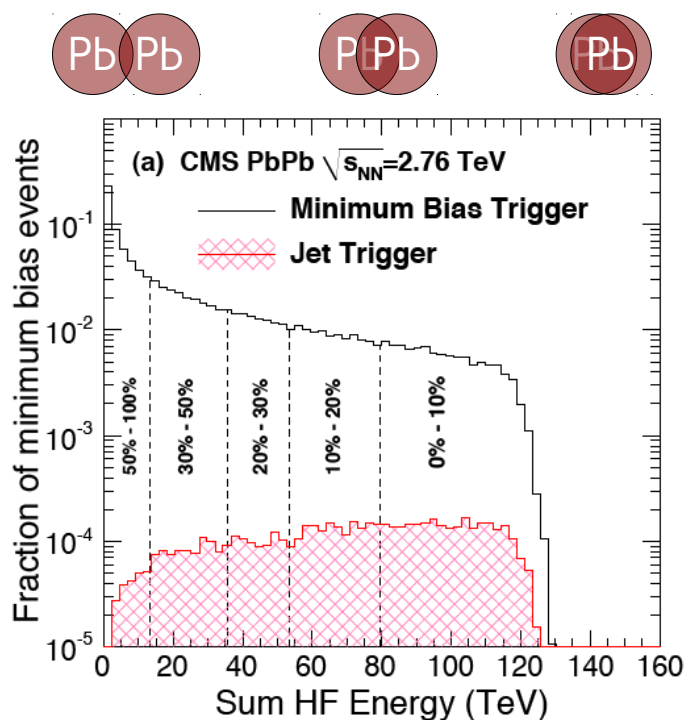 Pb Pb Pb Pb Pb Pb
(a) CMS PbPb √s_NN=2.76 TeV
Minimum Bias Trigger
Jet Trigger
Fraction of minimum bias events
10^-1
10^-2
10^-3
10^-4
10^-5
50% - 100%
30% - 50%
20% - 30%
10% - 20%
0% - 10%
0 20 40 60 80 100 120 140 160
Sum HF Energy (TeV)